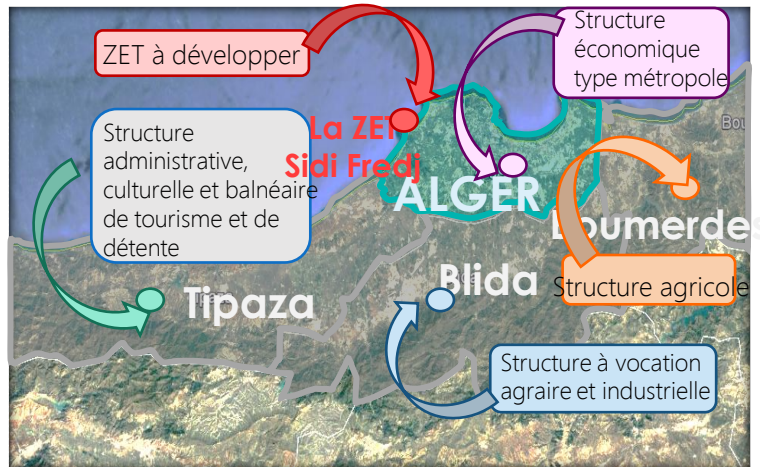 Structure
économique
type métropole
ZET à développer
Structure
administrative,
culturelle et balnéaire
de tourisme et de
détente
La ZET
Sidi Fredj
ALGER
Boumerdes
Tipaza
Blida
Structure agricole
Structure à vocation
agraire et industrielle